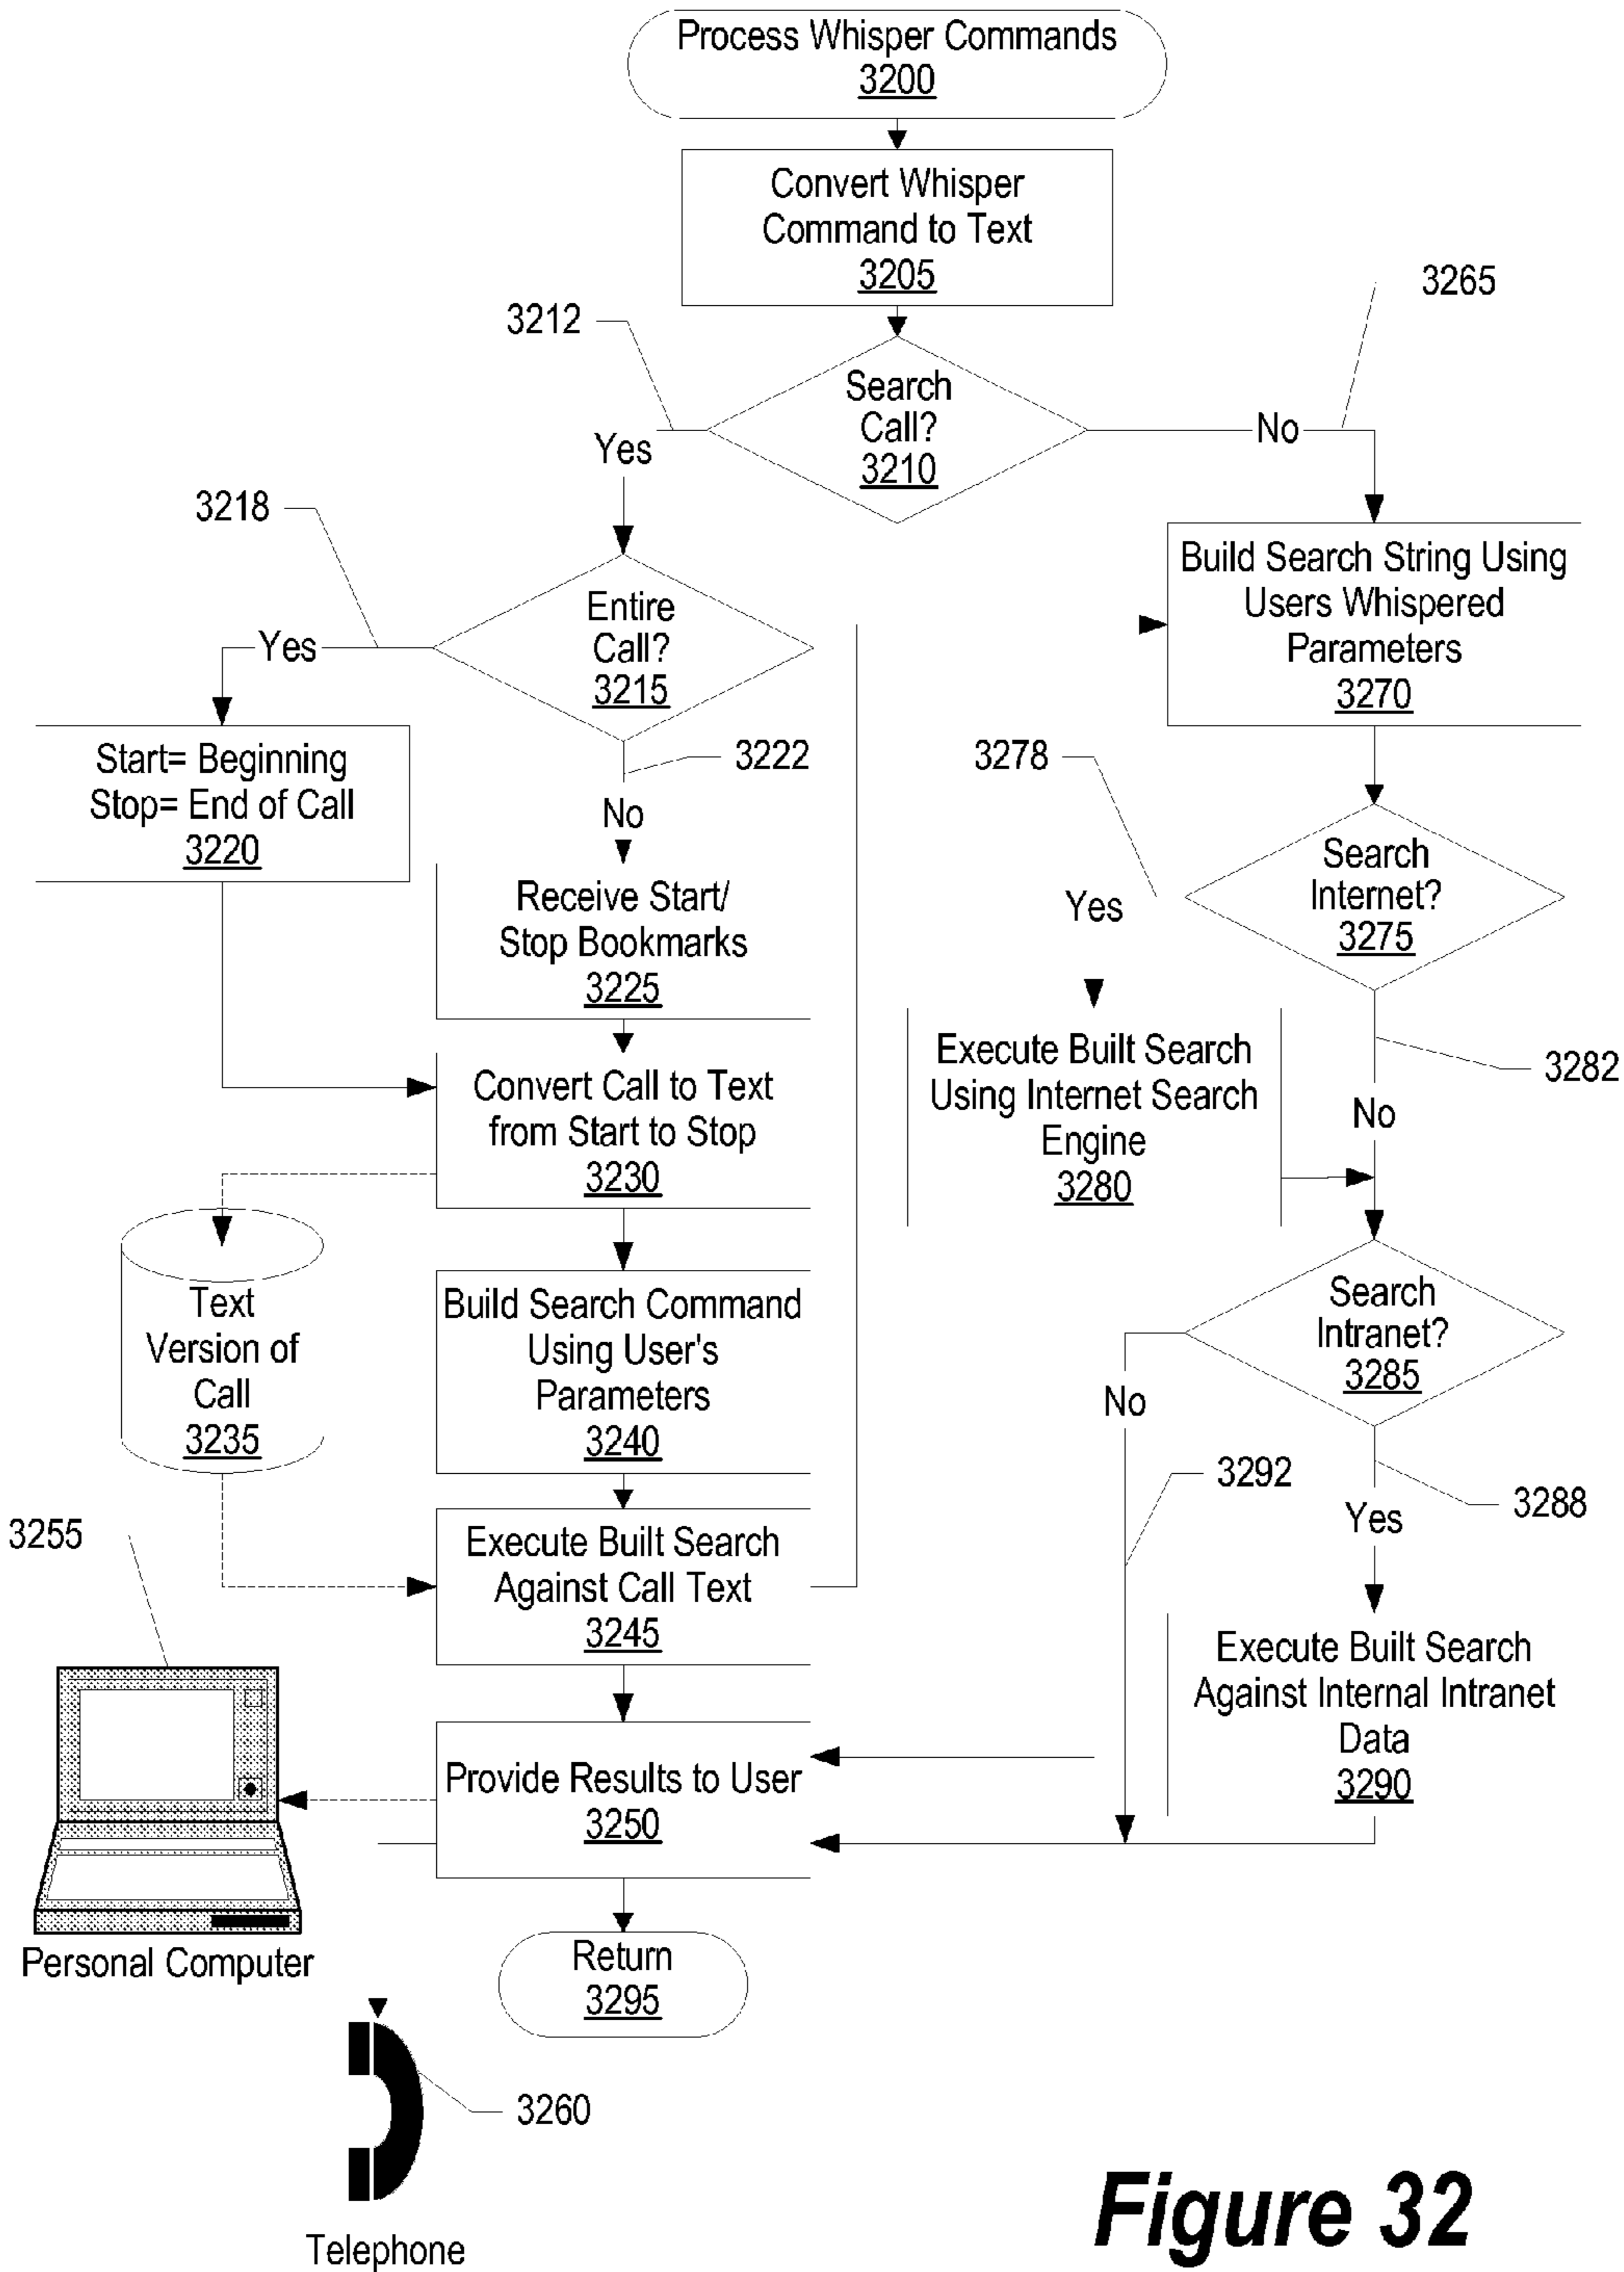 Process Whisper Commands
3200
Convert Whisper
Command to Text
3205
3265
3212
Search
Call?
3210
Yes
No
3218
Entire
Call?
3215
Yes
Build Search String Using
Users Whispered
Parameters
3270
Start= Beginning
Stop= End of Call
3220
3222
No
3278
Receive Start/
Stop Bookmarks
3225
Search
Internet?
3275
Yes
Execute Built Search
Using Internet Search
Engine
3280
3282
No
Convert Call to Text
from Start to Stop
3230
Text
Version of
Call
3235
Build Search Command
Using User's
Parameters
3240
Search
Intranet?
3285
No
3292
3288
Yes
3255
Execute Built Search
Against Call Text
3245
Execute Built Search
Against Internal Intranet
Data
3290
Provide Results to User
3250
Personal Computer
Return
3295
3260
Telephone
Figure 32